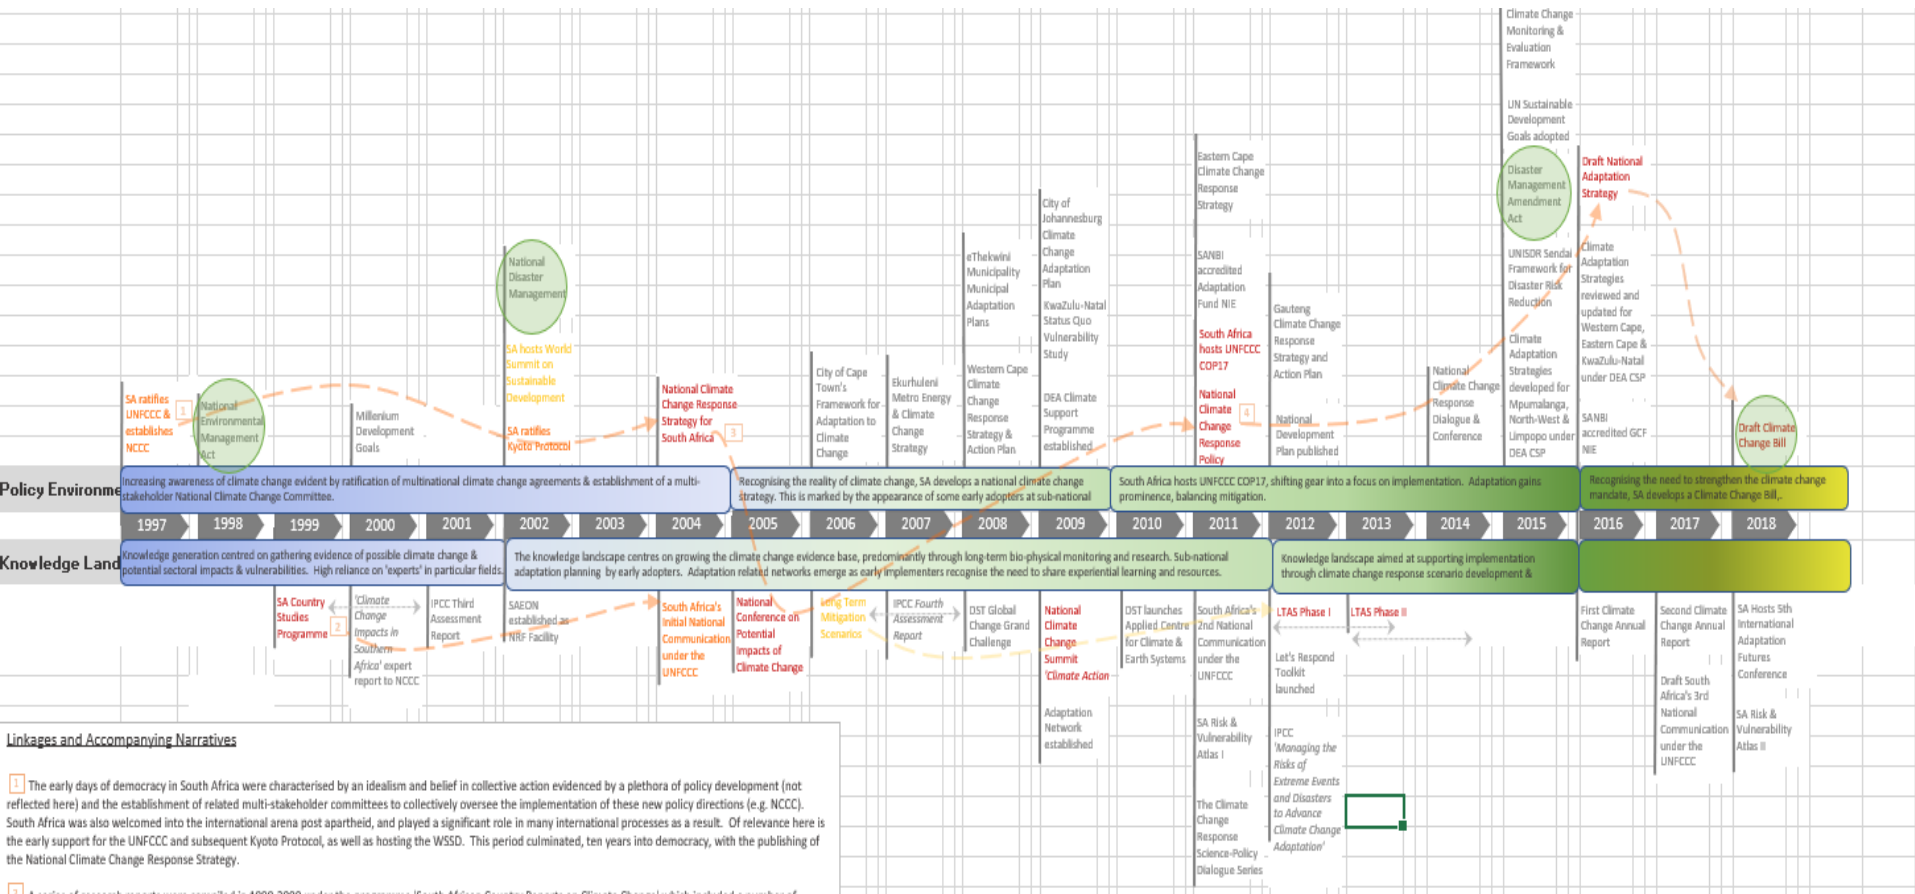 Climate Change
Monitoring &
Evaluation
Framework
UN Sustainable
Development
Goals adopted
Disaster
Management
Amendment
Act
UNISDR Sendai
Framework for
Disaster Risk
Reduction
Climate
Adaptation
Strategies
developed for
Mpumalanga,
North-West &
Limpopo under
DEA CSP
Draft National
Adaptation
Strategy
Climate
Adaptation
Strategies
reviewed and
updated for
Western Cape,
Eastern Cape &
KwaZulu-Natal
under DEA CSP
SANBI
accredited GCF
NIE
Draft Climate
Change Bill
SA ratifies
UNFCCC &
establishes
NCCC
1
National
Environmental
Management
Act
Millenium
Development
Goals
National
Disaster
Management
SA hosts World
Summit on
Sustainable
Development
SA ratifies
Kyoto Protocol
National Climate
Change Response
Strategy for
South Africa
3
City of Cape
Town's
Framework for
Adaptation to
Climate
Change
Ekurhuleni
Metro Energy
& Climate
Change
Strategy
eThekwini
Municipality
Municipal
Adaptation
Plans
Western Cape
Climate
Change
Response
Strategy &
Action Plan
City of
Johannesburg
Climate
Change
Adaptation
Plan
KwaZulu-Natal
Status Quo
Vulnerability
Study
DEA Climate
Support
Programme
established
Eastern Cape
Climate Change
Response
Strategy
SANBI
accredited
Adaptation
Fund NIE
South Africa
hosts UNFCCC
COP17
National
Climate
Change
Response
Policy
4
Gauteng
Climate Change
Response
Strategy and
Action Plan
National
Development
Plan published
National
Climate Change
Response
Dialogue &
Conference
Policy Environme
Increasing awareness of climate change evident by ratification of multinational climate change agreements & establishment of a multi-
stakeholder National Climate Change Committee.
Recognising the reality of climate change, SA develops a national climate change
strategy. This is marked by the appearance of some early adopters at sub-national
South Africa hosts UNFCCC COP17, shifting gear into a focus on implementation. Adaptation gains
prominence, balancing mitigation.
Recognising the need to strengthen the climate change
mandate, SA develops a Climate Change Bill,.
1997 1998 1999 2000 2001 2002 2003 2004 2005 2006 2007 2008 2009 2010 2011 2012 2013 2014 2015 2016 2017 2018
Knowledge Land
Knowledge generation centred on gathering evidence of possible climate change &
potential sectoral impacts & vulnerabilities. High reliance on 'experts' in particular fields.
The knowledge landscape centres on growing the climate change evidence base, predominantly through long-term bio-physical monitoring and research. Sub-national
adaptation planning by early adopters. Adaptation related networks emerge as early implementers recognise the need to share experiential learning and resources.
Knowledge landscape aimed at supporting implementation
through climate change response scenario development &
SA Country
Studies
Programme
2
'Climate
Change
Impacts in
Southern
Africa' expert
report to NCCC
IPCC Third
Assessment
Report
SAEON
established as
NRF Facility
South Africa's
Initial National
Communication
under the
UNFCCC
National
Conference on
Potential
Impacts of
Climate Change
Long Term
Mitigation
Scenarios
IPCC Fourth
Assessment
Report
DST Global
Change Grand
Challenge
National
Climate
Change
Summit
'Climate Action
Adaptation
Network
established
DST launches
Applied Centre
for Climate &
Earth Systems
South Africa's
2nd National
Communication
under the
UNFCCC
SA Risk &
Vulnerability
Atlas I
The Climate
Change
Response
Science-Policy
Dialogue Series
LTAS Phase I
Let's Respond
Toolkit
launched
IPCC
'Managing the
Risks of
Extreme Events
and Disasters
to Advance
Climate Change
Adaptation'
LTAS Phase II
First Climate
Change Annual
Report
Second Climate
Change Annual
Report
Draft South
Africa's 3rd
National
Communication
under the
UNFCCC
SA Hosts 5th
International
Adaptation
Futures
Conference
SA Risk &
Vulnerability
Atlas II
Linkages and Accompanying Narratives
1 The early days of democracy in South Africa were characterised by an idealism and belief in collective action evidenced by a plethora of policy development (not
reflected here) and the establishment of related multi-stakeholder committees to collectively oversee the implementation of these new policy directions (e.g. NCCC).
South Africa was also welcomed into the international arena post apartheid, and played a significant role in many international processes as a result. Of relevance here is
the early support for the UNFCCC and subsequent Kyoto Protocol, as well as hosting the WSSD. This period culminated, ten years into democracy, with the publishing of
the National Climate Change Response Strategy.